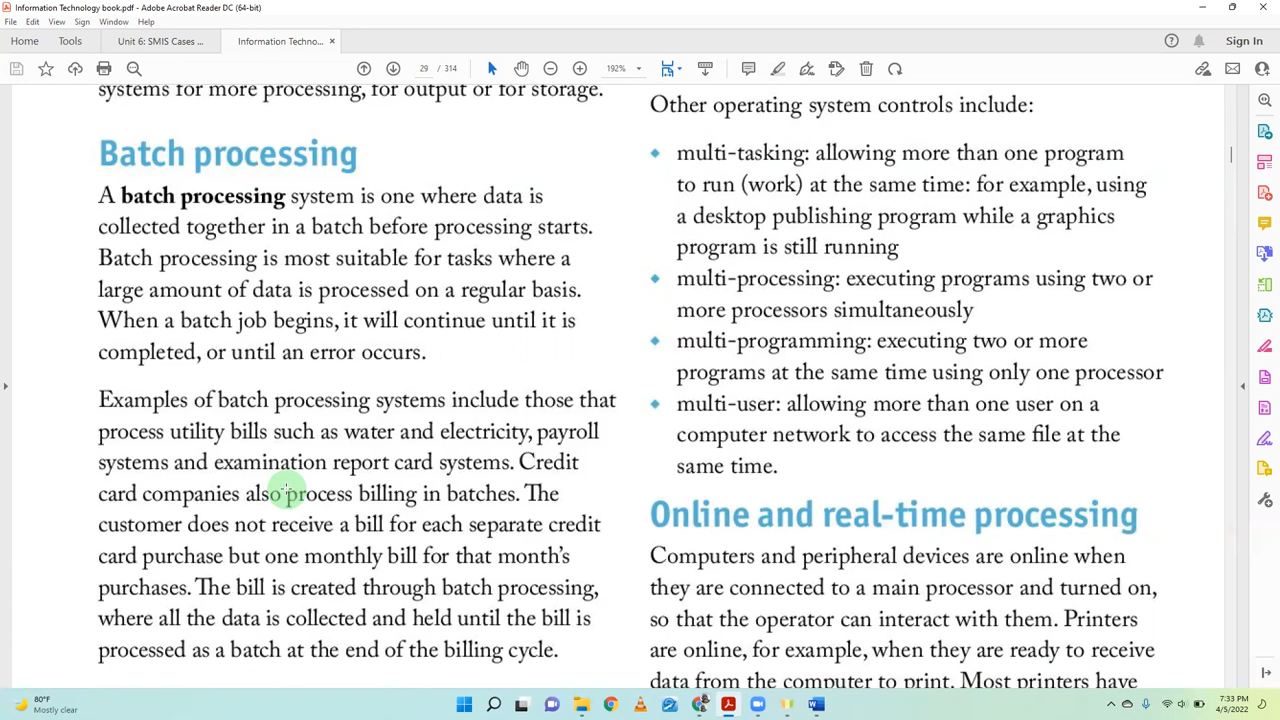 Information Technology book.pdf - Adobe Acrobat Reader DC (64-bit)
File Edit View Sign Window Help
Home Tools Unit 6: SMIS Cases ... Information Techno... × Sign In
29 / 314 192%
systems for more processing, for output or for storage.
Batch processing
A batch processing system is one where data is
collected together in a batch before processing starts.
Batch processing is most suitable for tasks where a
large amount of data is processed on a regular basis.
When a batch job begins, it will continue until it is
completed, or until an error occurs.
Examples of batch processing systems include those that
process utility bills such as water and electricity, payroll
systems and examination report card systems. Credit
card companies also process billing in batches. The
customer does not receive a bill for each separate credit
card purchase but one monthly bill for that month's
purchases. The bill is created through batch processing,
where all the data is collected and held until the bill is
processed as a batch at the end of the billing cycle.
Other operating system controls include:
multi-tasking: allowing more than one program
to run (work) at the same time: for example, using
a desktop publishing program while a graphics
program is still running
multi-processing: executing programs using two or
more processors simultaneously
multi-programming: executing two or more
programs at the same time using only one processor
multi-user: allowing more than one user on a
computer network to access the same file at the
same time.
Online and real-time processing
Computers and peripheral devices are online when
they are connected to a main processor and turned on,
so that the operator can interact with them. Printers
are online, for example, when they are ready to receive
data from the computer to print. Most printers have
80°F
Mostly clear
7:33 PM
4/5/2022